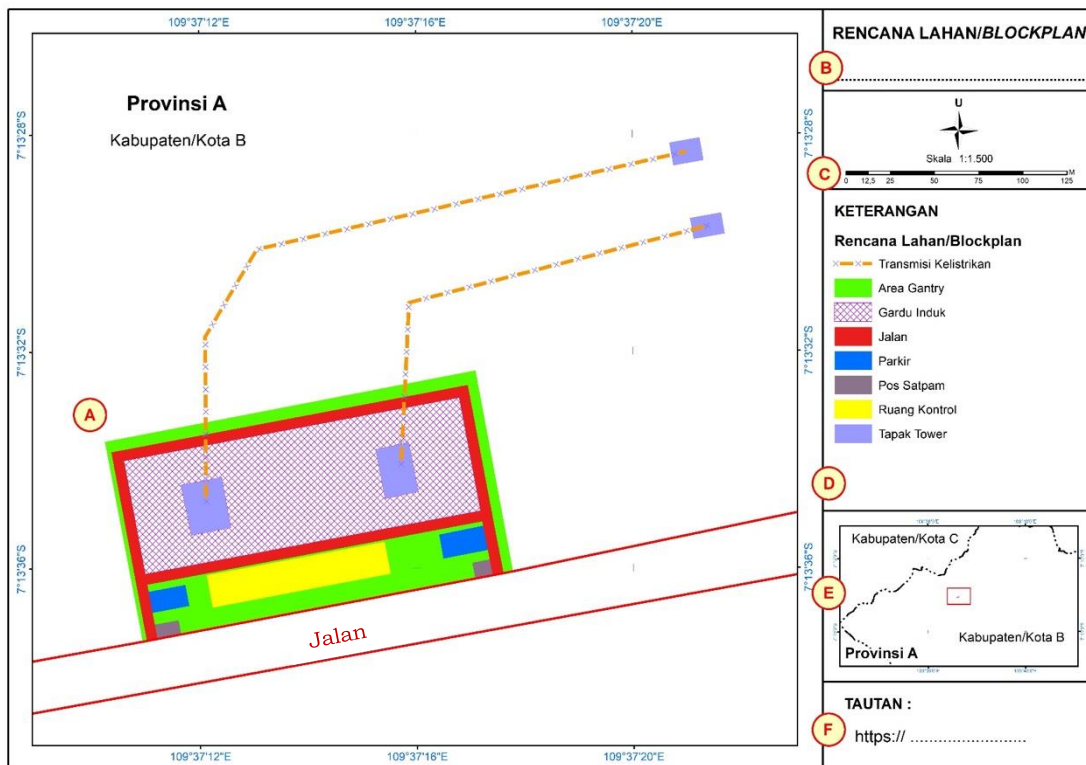 109°37'12"E 109°37'16"E 109°37'20"E
RENCANA LAHAN/BLOCKPLAN
B ........................................
Provinsi A
Kabupaten/Kota B
7°13'28"S
7°13'28"S
U
Skala 1:1.500
C
0 12,5 25 50 75 100 125 M
KETERANGAN
Rencana Lahan/Blockplan
Transmisi Kelistrikan
Area Gantry
Gardu Induk
Jalan
Parkir
Pos Satpam
Ruang Kontrol
Tapak Tower
7°13'32"S
7°13'32"S
A
D
7°13'36"S
7°13'36"S
Jalan
Kabupaten/Kota C
E
Kabupaten/Kota B
Provinsi A
TAUTAN :
F
https:// ........................
109°37'12"E 109°37'16"E 109°37'20"E